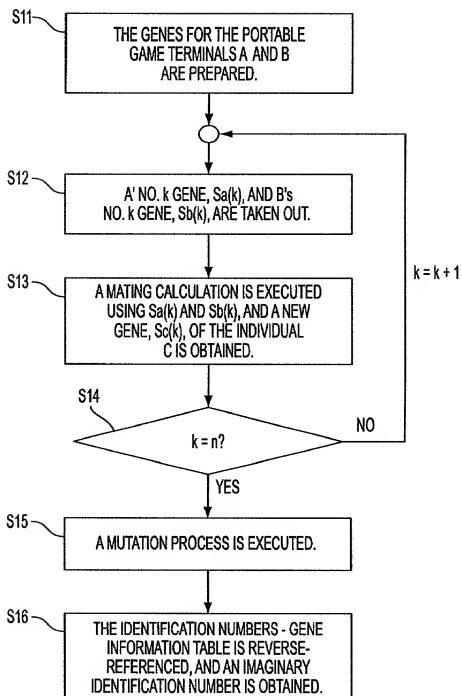 S11
THE GENES FOR THE PORTABLE
GAME TERMINALS A AND B
ARE PREPARED.
S12
A' NO. k GENE, Sa(k), AND B's
NO. k GENE, Sb(k), ARE TAKEN OUT.
k = k + 1
S13
A MATING CALCULATION IS EXECUTED
USING Sa(k) AND Sb(k), AND A NEW
GENE, Sc(k), OF THE INDIVIDUAL
C IS OBTAINED.
S14
k = n?
NO
YES
S15
A MUTATION PROCESS IS EXECUTED.
S16
THE IDENTIFICATION NUMBERS - GENE
INFORMATION TABLE IS REVERSE-
REFERENCED, AND AN IMAGINARY
IDENTIFICATION NUMBER IS OBTAINED.